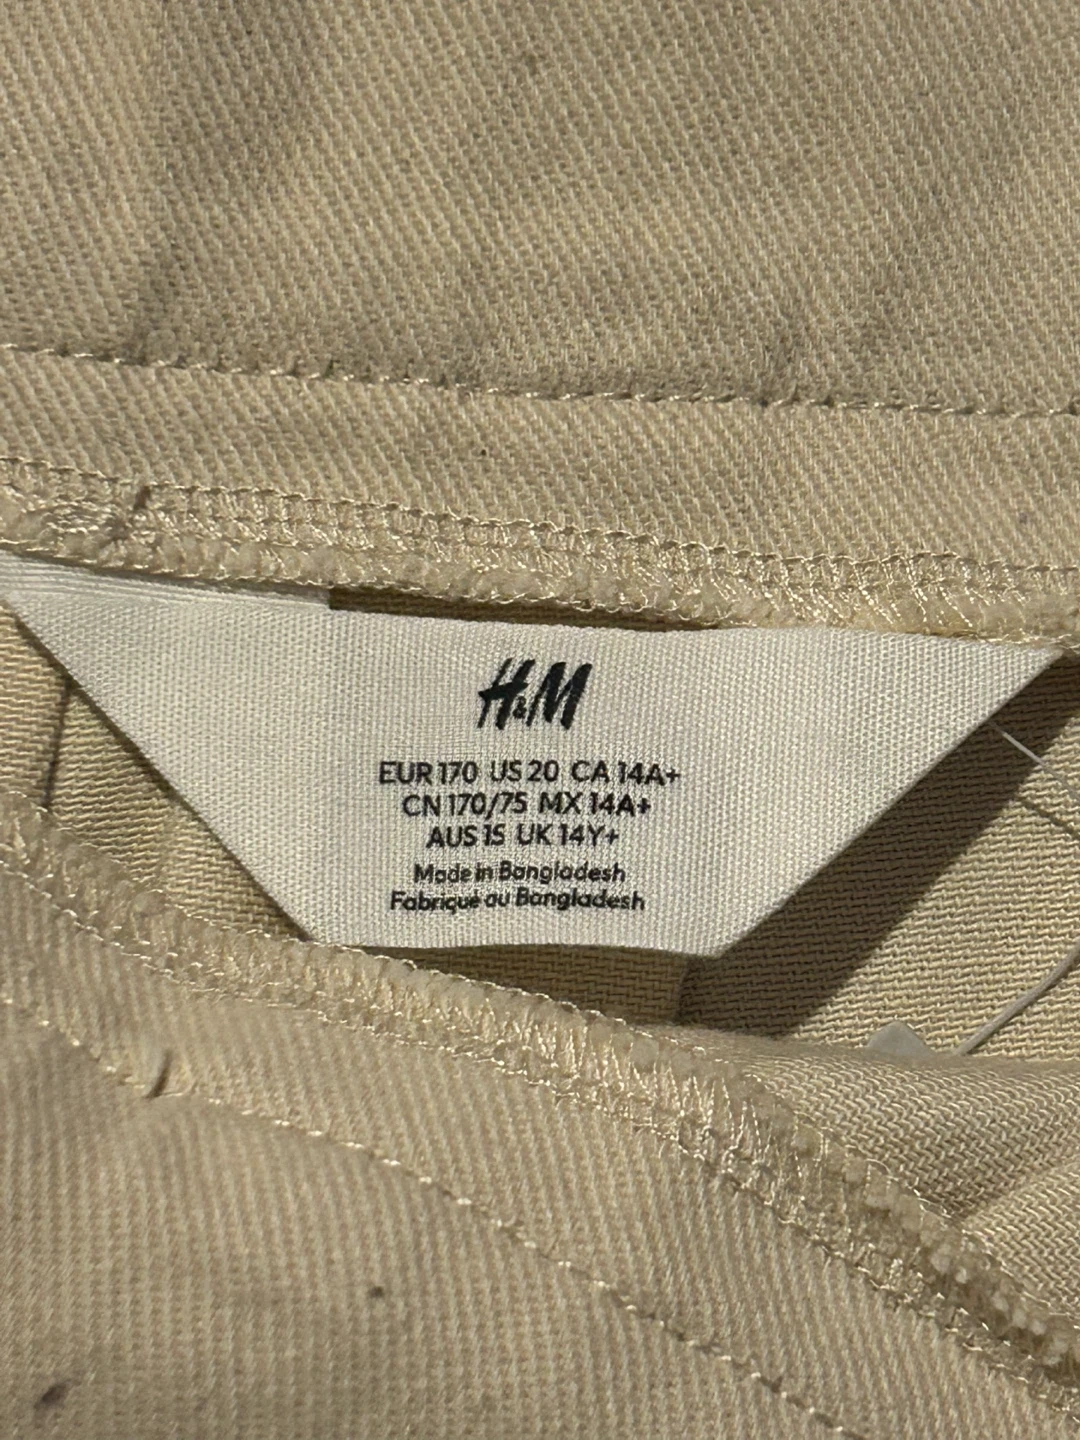 H&M
EUR 170 US 20 CA 14A+
CN 170/75 MX 14A+
AUS 15 UK 14Y+
Made in Bangladesh
Fabriqué au Bangladesh